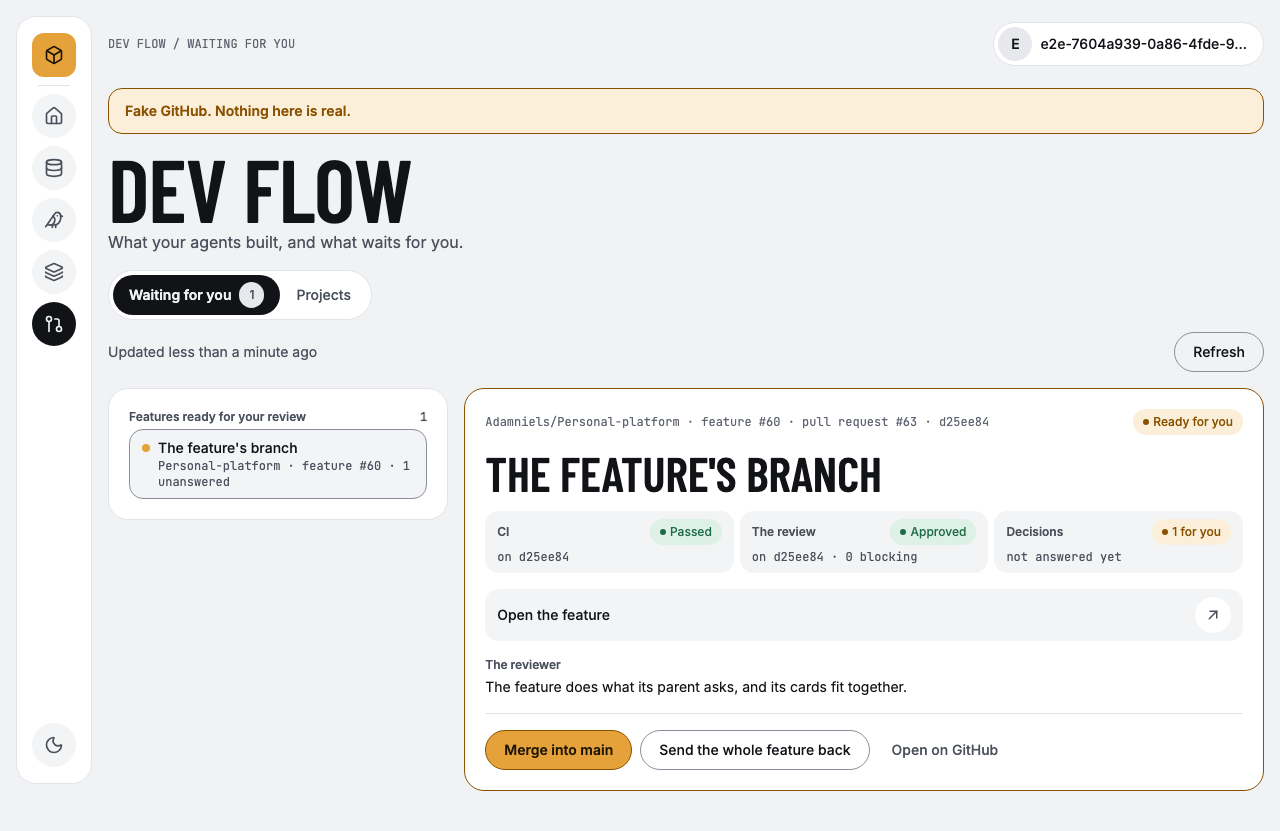 DEV FLOW / WAITING FOR YOU
E
e2e-7604a939-0a86-4fde-9...
Fake GitHub. Nothing here is real.
DEV FLOW
What your agents built, and what waits for you.
Waiting for you 1
Projects
Updated less than a minute ago
Refresh
Features ready for your review 1
The feature's branch
Personal-platform · feature #60 · 1
unanswered
Adamniels/Personal-platform · feature #60 · pull request #63 · d25ee84
Ready for you
THE FEATURE'S BRANCH
CI
Passed
on d25ee84
The review
Approved
on d25ee84 · 0 blocking
Decisions
1 for you
not answered yet
Open the feature
The reviewer
The feature does what its parent asks, and its cards fit together.
Merge into main
Send the whole feature back
Open on GitHub